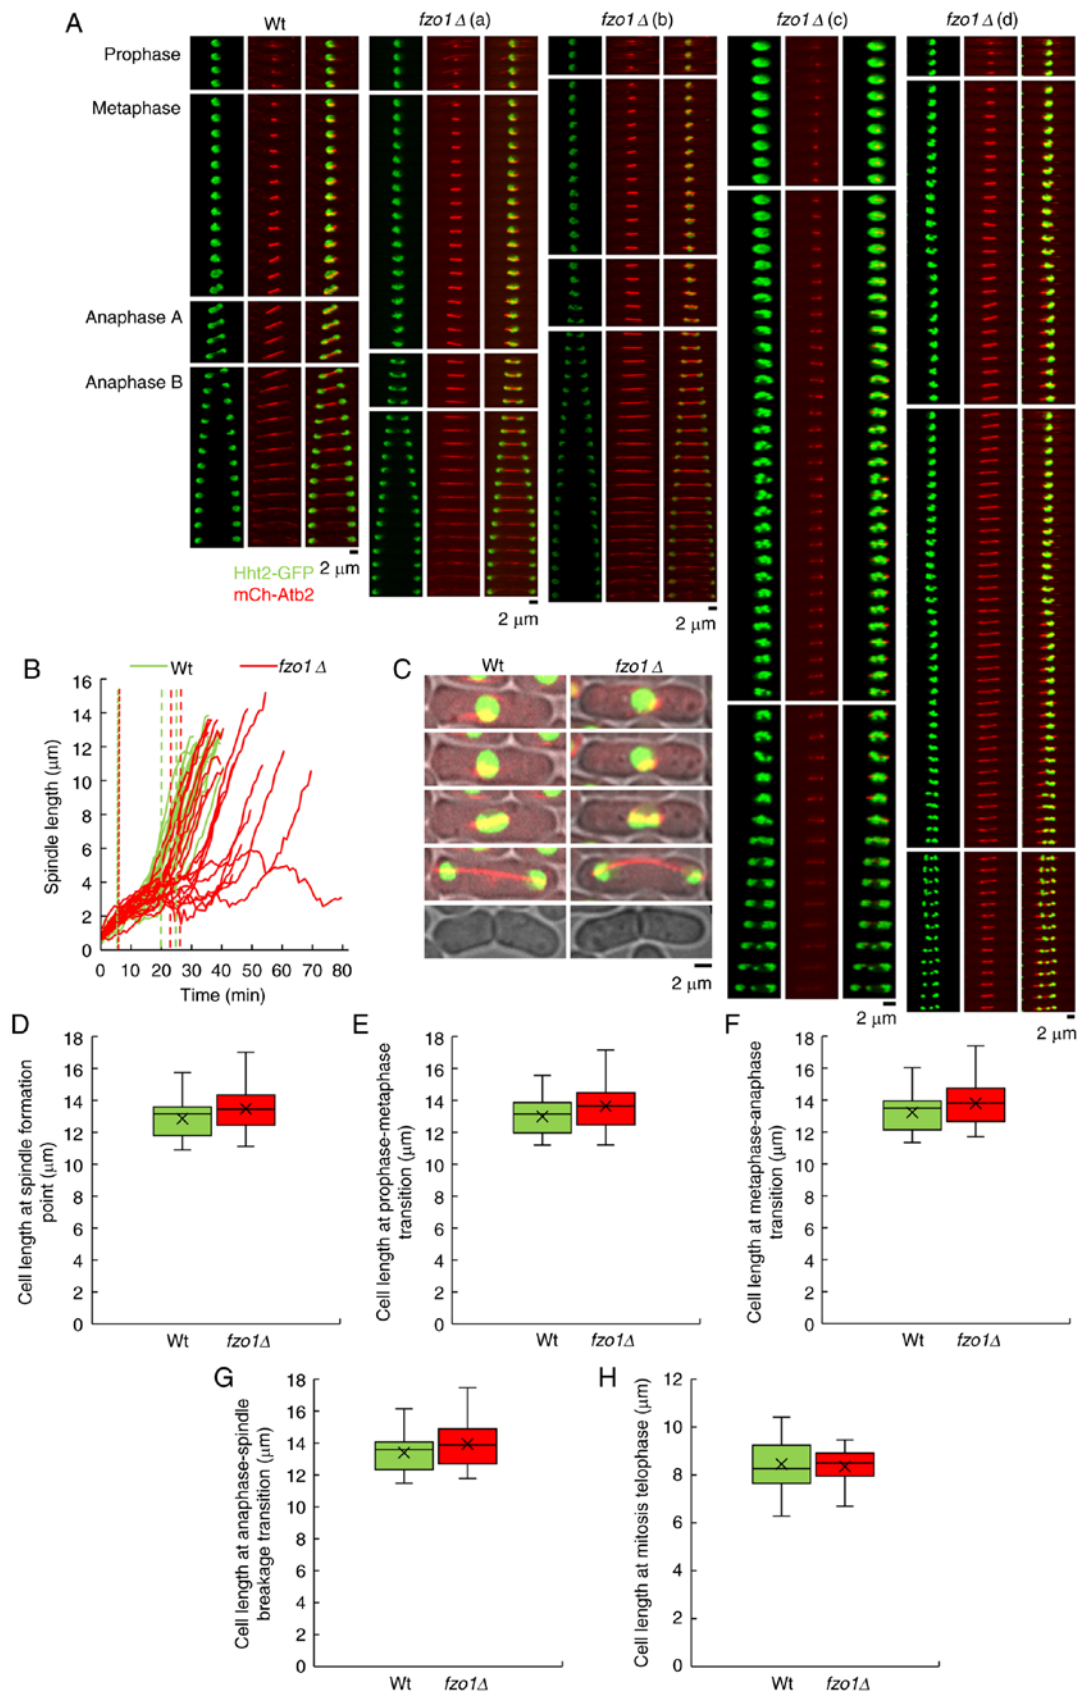 A
Wt
fzo1Δ (a)
fzo1Δ (b)
fzo1Δ (c)
fzo1Δ (d)
Prophase
Metaphase
Anaphase A
Anaphase B
Hht2-GFP
mCh-Atb2
2 μm
2 μm
2 μm
2 μm
2 μm
B
Wt
fzo1Δ
Spindle length (μm)
16
14
12
10
8
6
4
2
0
0 10 20 30 40 50 60 70 80
Time (min)
C
Wt
fzo1Δ
2 μm
D
Cell length at spindle formation
point (μm)
18
16
14
12
10
8
6
4
2
0
Wt
fzo1Δ
E
Cell length at prophase-metaphase
transition (μm)
18
16
14
12
10
8
6
4
2
0
Wt
fzo1Δ
F
Cell length at metaphase-anaphase
transition (μm)
18
16
14
12
10
8
6
4
2
0
Wt
fzo1Δ
G
Cell length at anaphase-spindle
breakage transition (μm)
18
16
14
12
10
8
6
4
2
0
Wt
fzo1Δ
H
Cell length at mitosis telophase (μm)
12
10
8
6
4
2
0
Wt
fzo1Δ